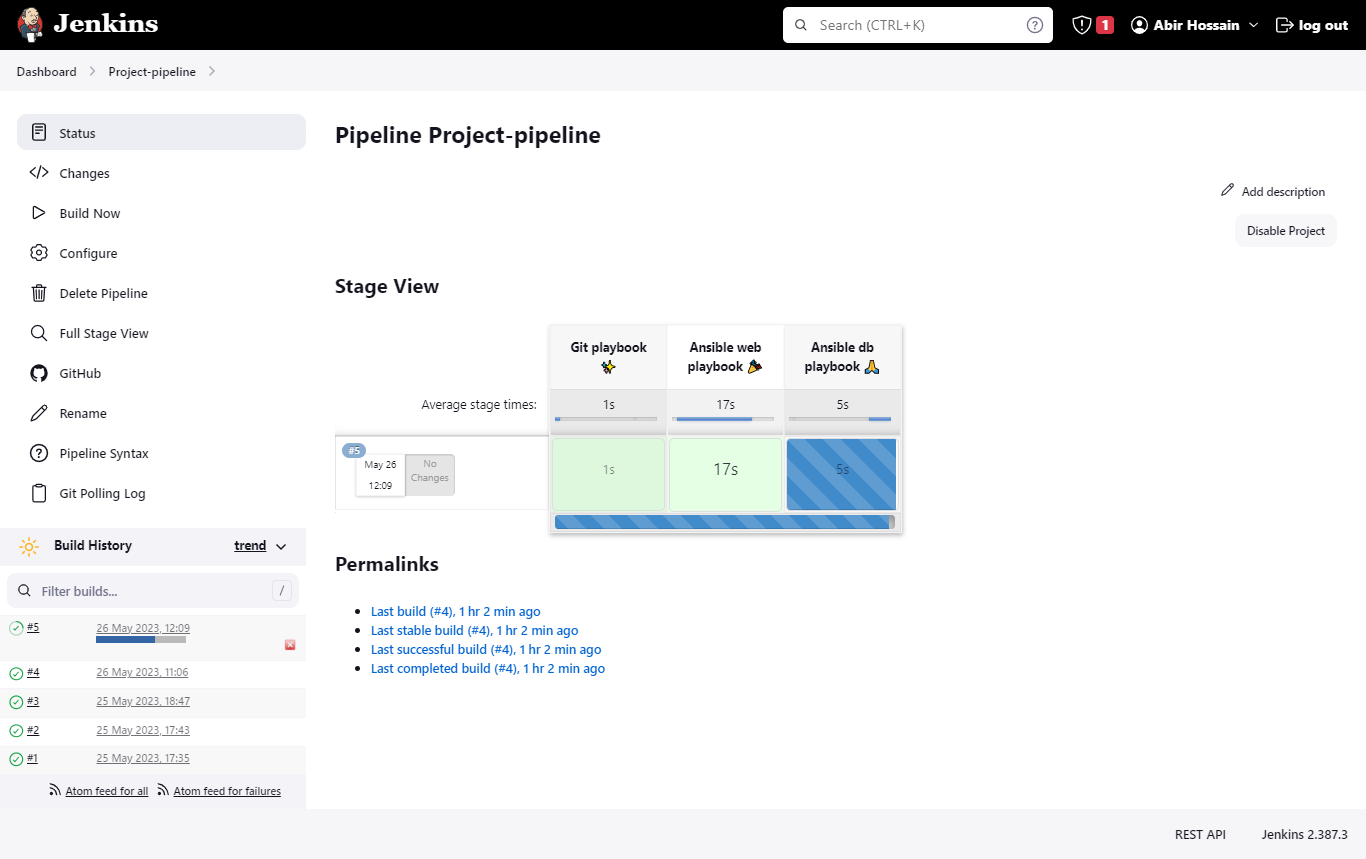 Jenkins
Search (CTRL+K)
1
Abir Hossain
log out
Dashboard
Project-pipeline
Status
Changes
Build Now
Configure
Delete Pipeline
Full Stage View
GitHub
Rename
Pipeline Syntax
Git Polling Log
Build History
trend
Filter builds...
/
#5
26 May 2023, 12:09
#4
26 May 2023, 11:06
#3
25 May 2023, 18:47
#2
25 May 2023, 17:43
#1
25 May 2023, 17:35
Atom feed for all
Atom feed for failures
Pipeline Project-pipeline
Add description
Disable Project
Stage View
Git playbook ✨
Ansible web
playbook 🎉
Ansible db
playbook 🙏
Average stage times:
1s
17s
5s
#5
May 26
12:09
No
Changes
1s
17s
5s
Permalinks
Last build (#4), 1 hr 2 min ago
Last stable build (#4), 1 hr 2 min ago
Last successful build (#4), 1 hr 2 min ago
Last completed build (#4), 1 hr 2 min ago
REST API
Jenkins 2.387.3